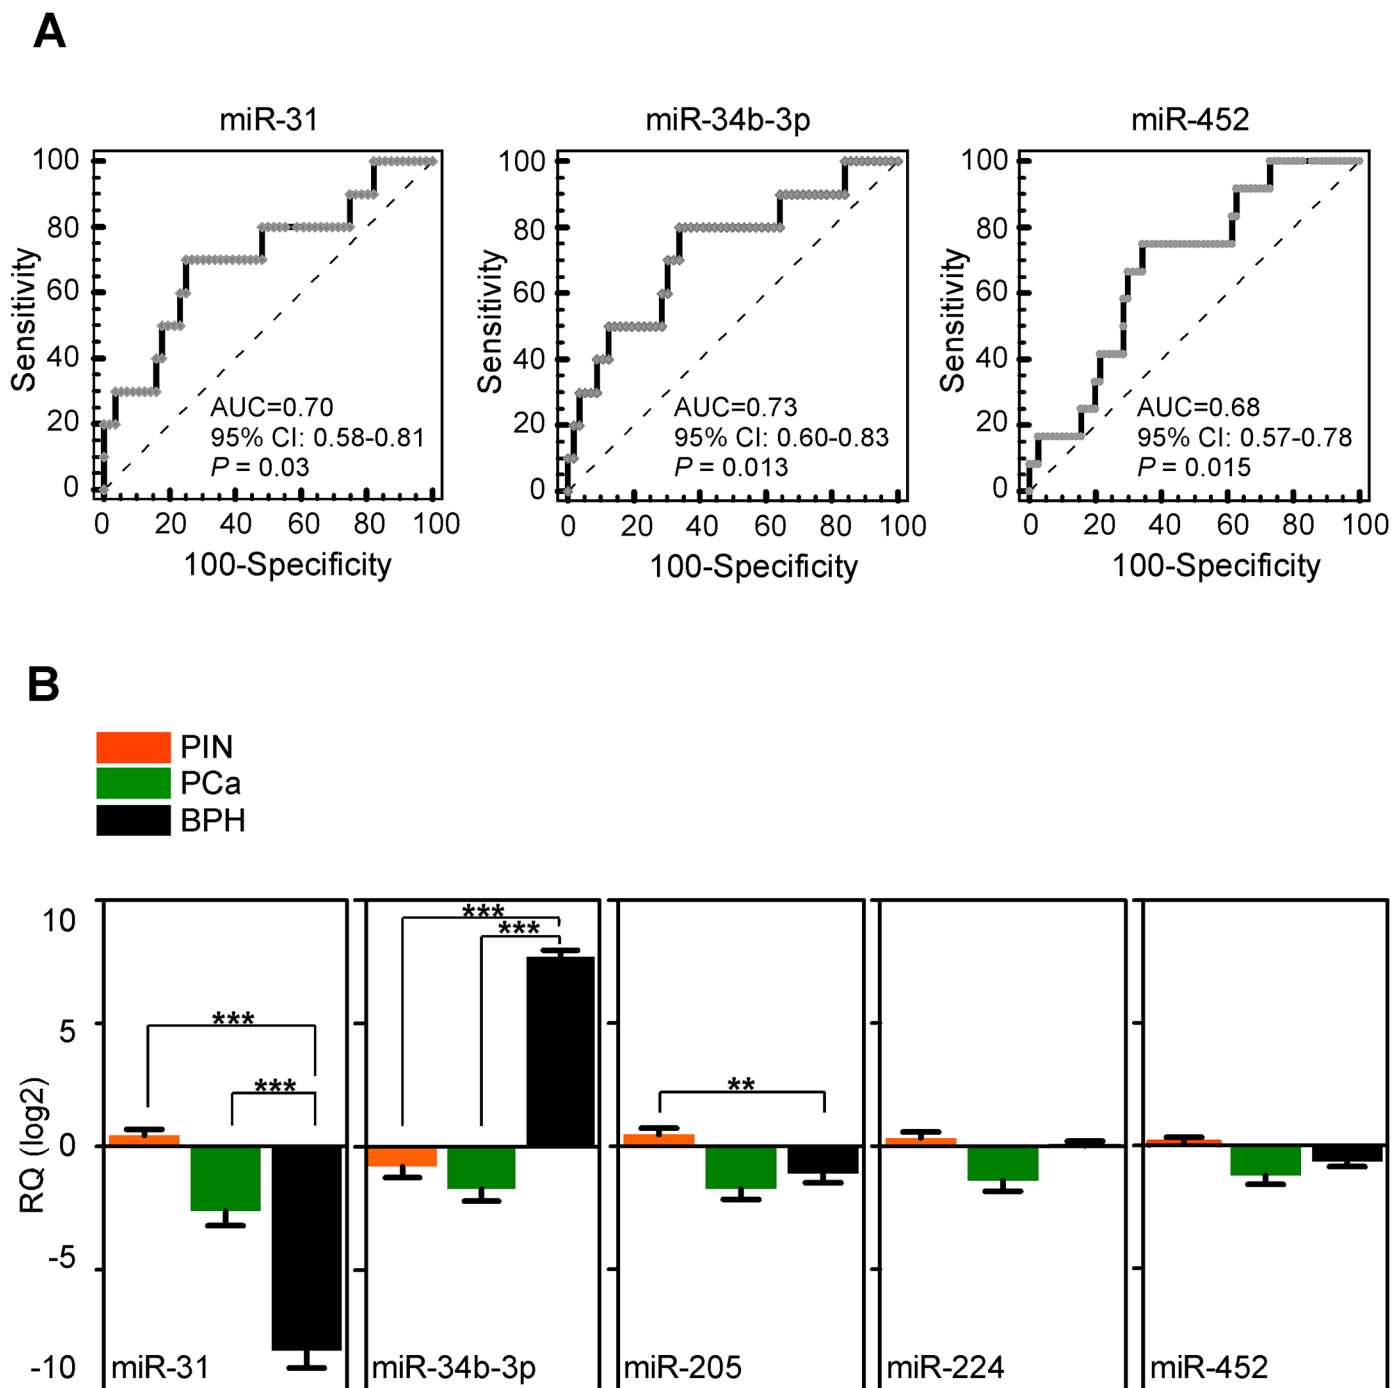 A
miR-31
miR-34b-3p
miR-452
100
80
60
40
20
0
Sensitivity
AUC=0.70
95% CI: 0.58-0.81
P = 0.03
0 20 40 60 80 100
100-Specificity
100
80
60
40
20
0
Sensitivity
AUC=0.73
95% CI: 0.60-0.83
P = 0.013
0 20 40 60 80 100
100-Specificity
100
80
60
40
20
0
Sensitivity
AUC=0.68
95% CI: 0.57-0.78
P = 0.015
0 20 40 60 80 100
100-Specificity
B
PIN
PCa
BPH
10
5
0
-5
-10
RQ (log2)
***
***
miR-31
***
***
miR-34b-3p
**
miR-205
miR-224
miR-452